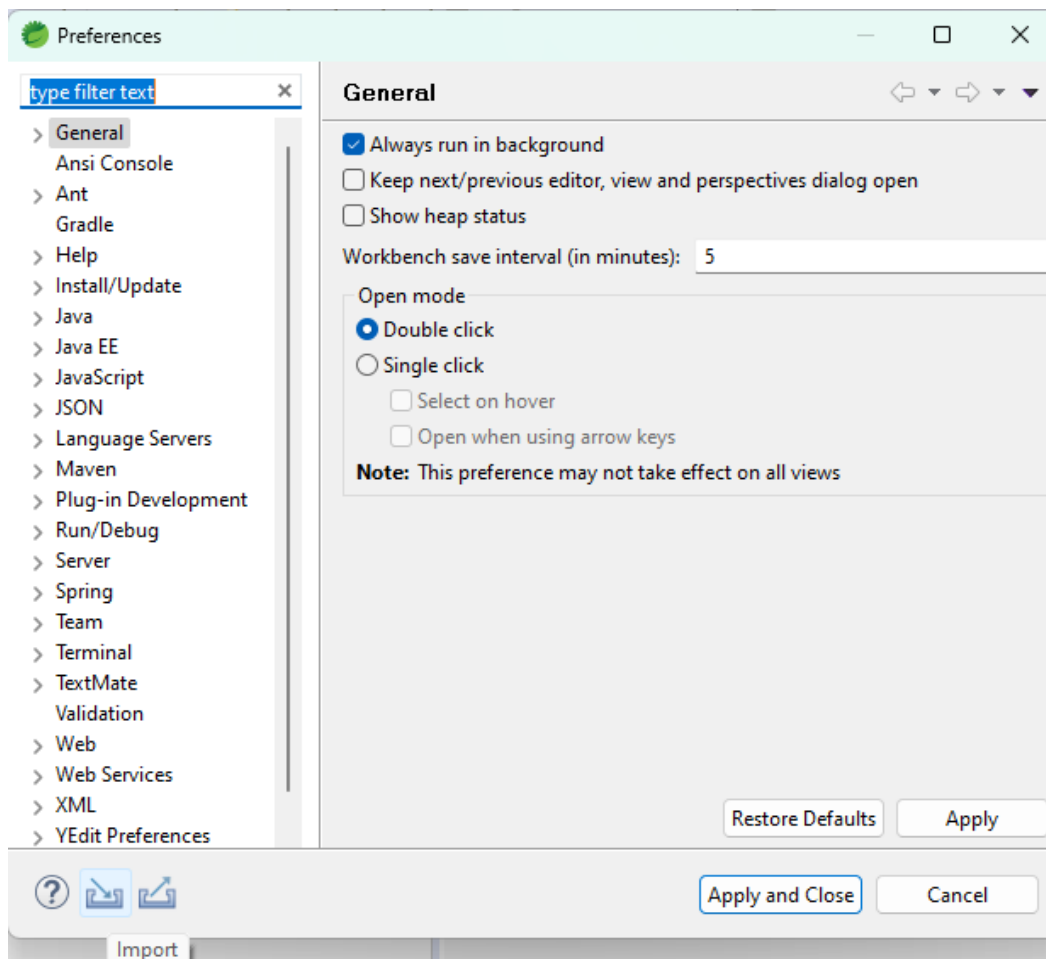 Preferences
type filter text
General
Ansi Console
Ant
Gradle
Help
Install/Update
Java
Java EE
JavaScript
JSON
Language Servers
Maven
Plug-in Development
Run/Debug
Server
Spring
Team
Terminal
TextMate
Validation
Web
Web Services
XML
YEdit Preferences
General
Always run in background
Keep next/previous editor, view and perspectives dialog open
Show heap status
Workbench save interval (in minutes): 5
Open mode
Double click
Single click
Select on hover
Open when using arrow keys
Note: This preference may not take effect on all views
Restore Defaults Apply
Apply and Close Cancel
Import